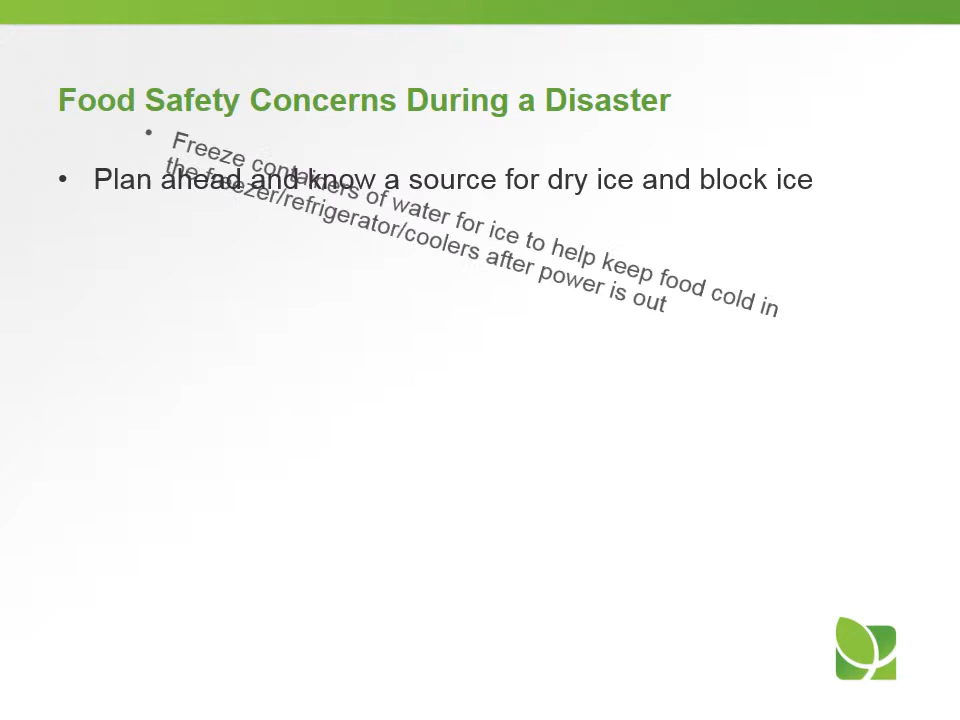 Food Safety Concerns During a Disaster
• Plan ahead and know a source for dry ice and block ice
• Freeze containers of water for ice to help keep food cold in
the freezer/refrigerator/coolers after power is out